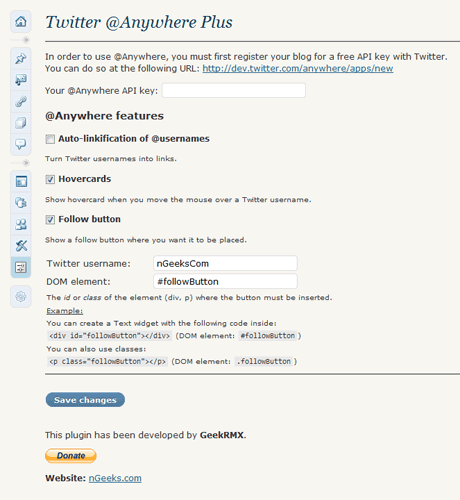 Twitter @Anywhere Plus
In order to use @Anywhere, you must first register your blog for a free API key with Twitter.
You can do so at the following URL: http://dev.twitter.com/anywhere/apps/new
Your @Anywhere API key:
@Anywhere features
Auto-linkification of @usernames
Turn Twitter usernames into links.
Hovercards
Show hovercard when you move the mouse over a Twitter username.
Follow button
Show a follow button where you want it to be placed.
Twitter username: nGeeksCom
DOM element: #followButton
The id or class of the element (div, p) where the button must be inserted.
Example:
You can create a Text widget with the following code inside:
<div id="followButton"></div> (DOM element: #followButton)
You can also use classes:
<p class="followButton"></p> (DOM element: .followButton)
Save changes
This plugin has been developed by GeekRMX.
Donate
Website: nGeeks.com